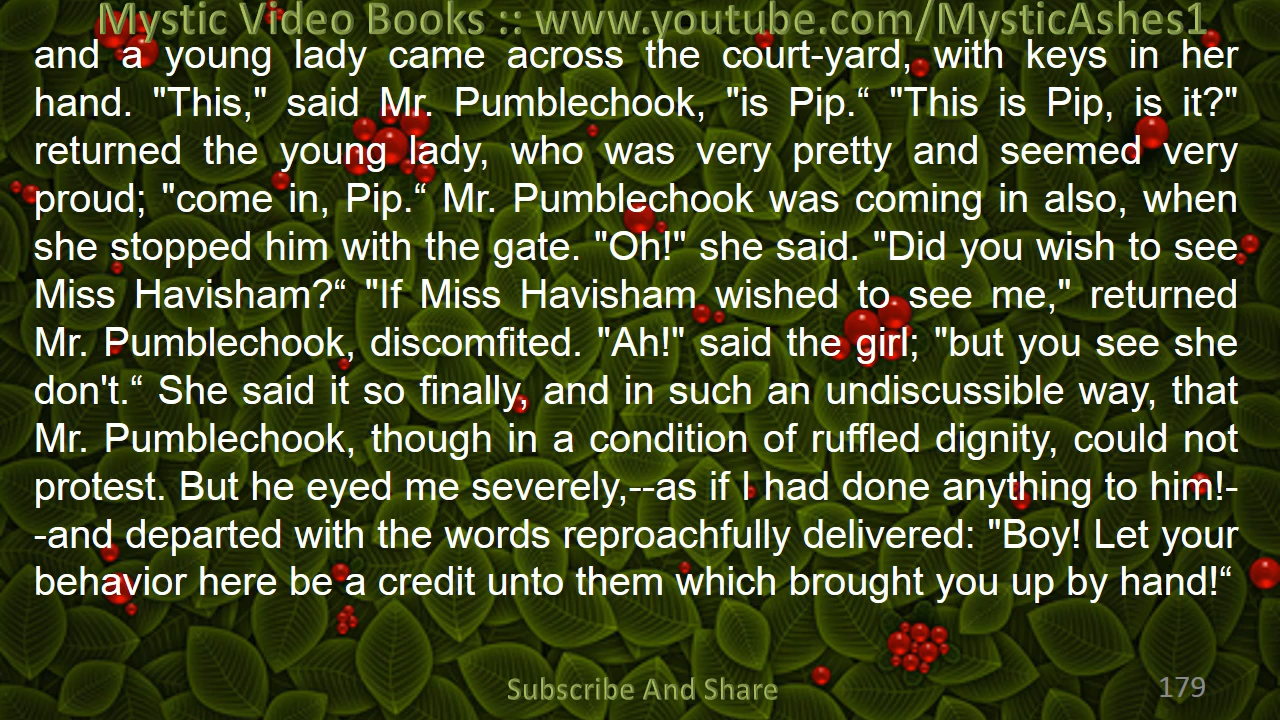 Mystic Video Books :: www.youtube.com/MysticAshes1
and a young lady came across the court-yard, with keys in her
hand. "This," said Mr. Pumblechook, "is Pip.“ "This is Pip, is it?"
returned the young lady, who was very pretty and seemed very
proud; "come in, Pip.“ Mr. Pumblechook was coming in also, when
she stopped him with the gate. "Oh!" she said. "Did you wish to see
Miss Havisham?“ "If Miss Havisham wished to see me," returned
Mr. Pumblechook, discomfited. "Ah!" said the girl; "but you see she
don't.“ She said it so finally, and in such an undiscussible way, that
Mr. Pumblechook, though in a condition of ruffled dignity, could not
protest. But he eyed me severely,--as if I had done anything to him!-
-and departed with the words reproachfully delivered: "Boy! Let your
behavior here be a credit unto them which brought you up by hand!“
Subscribe And Share
179